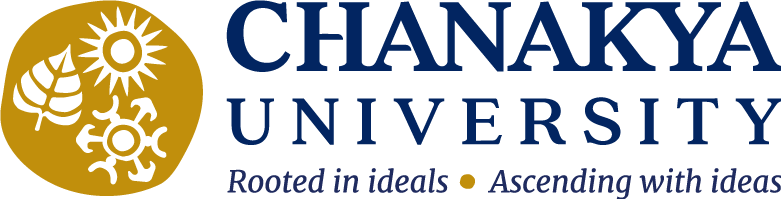 CHANAKYA
UNIVERSITY
Rooted in ideals • Ascending with ideas